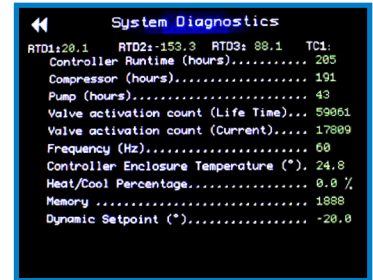 System Diagnostics
RTD1:20.1 RTD2:-153.3 RTD3: 88.1 TC1:
Controller Runtime (hours)........... 205
Compressor (hours)................... 191
Pump (hours)......................... 43
Valve activation count (Life Time)... 59061
Valve activation count (Current)..... 17809
Frequency (Hz)....................... 60
Controller Enclosure Temperature (°). 24.8
Heat/Cool Percentage................. 0.0 %
Memory .............................. 1888
Dynamic Setpoint (°)................. -20.0